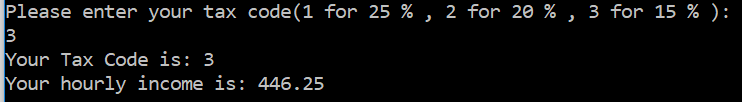 Please enter your tax code(1 for 25 % , 2 for 20 % , 3 for 15 % ):
3
Your Tax Code is: 3
Your hourly income is: 446.25